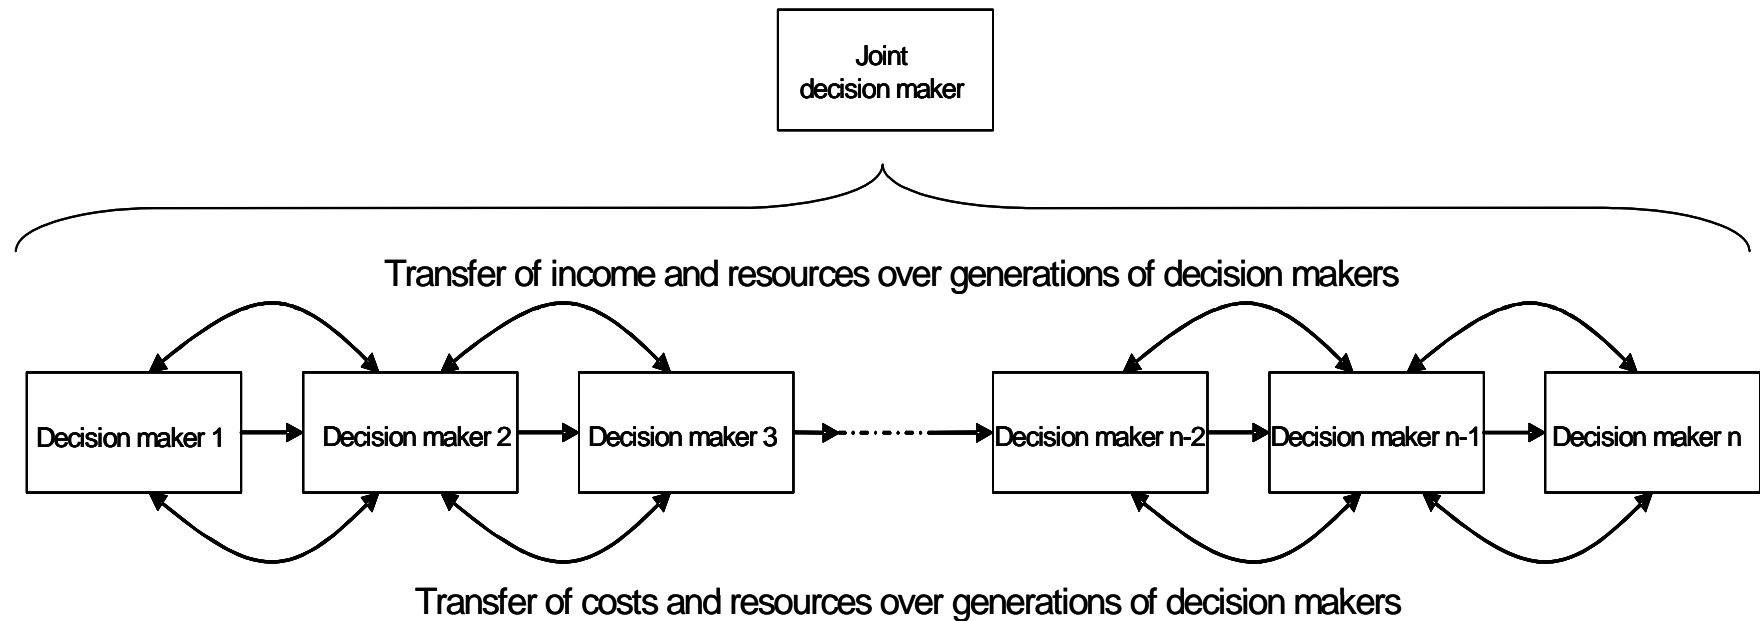 Joint
decision maker
Transfer of income and resources over generations of decision makers
Decision maker 1
Decision maker 2
Decision maker 3
Decision maker n-2
Decision maker n-1
Decision maker n
Transfer of costs and resources over generations of decision makers